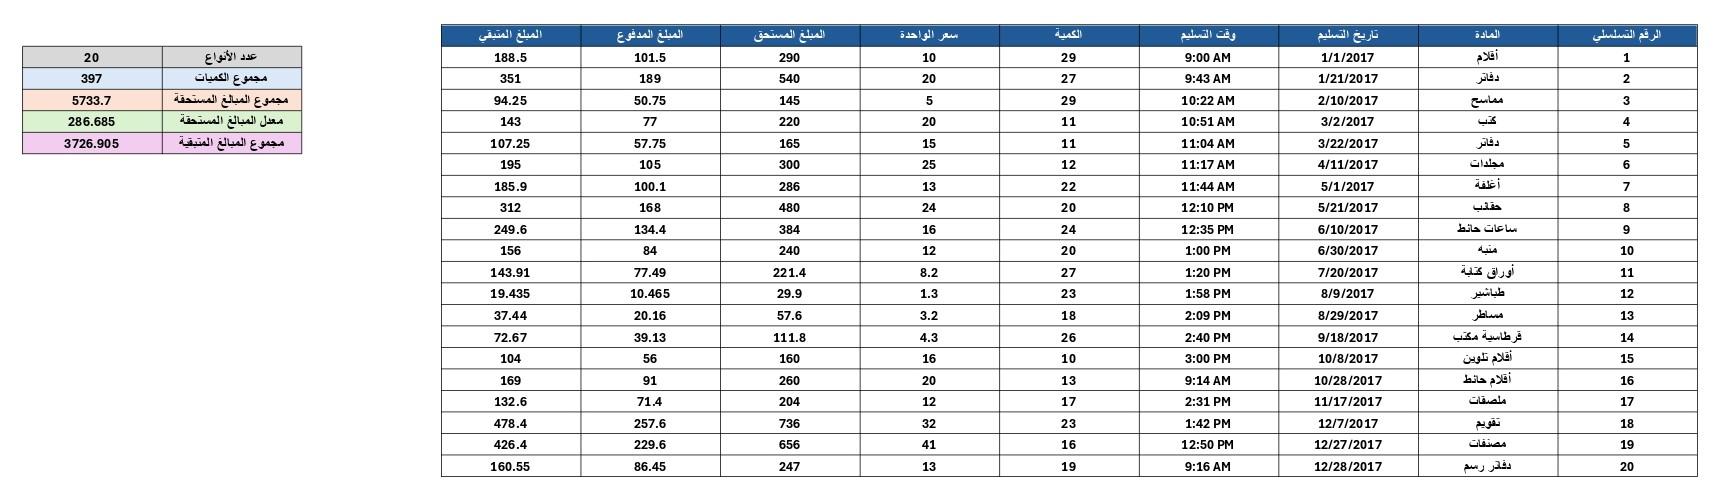 الرقم التسلسلي المادة تاريخ التسليم وقت التسليم الكمية سعر الواحدة المبلغ المستحق المبلغ المدفوع المبلغ المتبقي
1 أقلام 1/1/2017 9:00 AM 29 10 290 101.5 188.5
2 دفاتر 1/21/2017 9:43 AM 27 20 540 189 351
3 مماسح 2/10/2017 10:22 AM 29 5 145 50.75 94.25
4 كتب 3/2/2017 10:51 AM 11 20 220 77 143
5 دفاتر 3/22/2017 11:04 AM 11 15 165 57.75 107.25
6 مجلدات 4/11/2017 11:17 AM 12 25 300 105 195
7 أغلفة 5/1/2017 11:44 AM 22 13 286 100.1 185.9
8 حقائب 5/21/2017 12:10 PM 20 24 480 168 312
9 ساعات حائط 6/10/2017 12:35 PM 24 16 384 134.4 249.6
10 منبه 6/30/2017 1:00 PM 20 12 240 84 156
11 أوراق كتابة 7/20/2017 1:20 PM 27 8.2 221.4 77.49 143.91
12 طباشير 8/9/2017 1:58 PM 23 1.3 29.9 10.465 19.435
13 مساطر 8/29/2017 2:09 PM 18 3.2 57.6 20.16 37.44
14 قرطاسية مكتب 9/18/2017 2:40 PM 26 4.3 111.8 39.13 72.67
15 أقلام تلوين 10/8/2017 3:00 PM 10 16 160 56 104
16 أقلام حائط 10/28/2017 9:14 AM 13 20 260 91 169
17 ملصقات 11/17/2017 2:31 PM 17 12 204 71.4 132.6
18 تقويم 12/7/2017 1:42 PM 23 32 736 257.6 478.4
19 مصنفات 12/27/2017 12:50 PM 16 41 656 229.6 426.4
20 دفاتر رسم 12/28/2017 9:16 AM 19 13 247 86.45 160.55
عدد الأنواع 20
مجموع الكميات 397
مجموع المبالغ المستحقة 5733.7
معدل المبالغ المستحقة 286.685
مجموع المبالغ المتبقية 3726.905